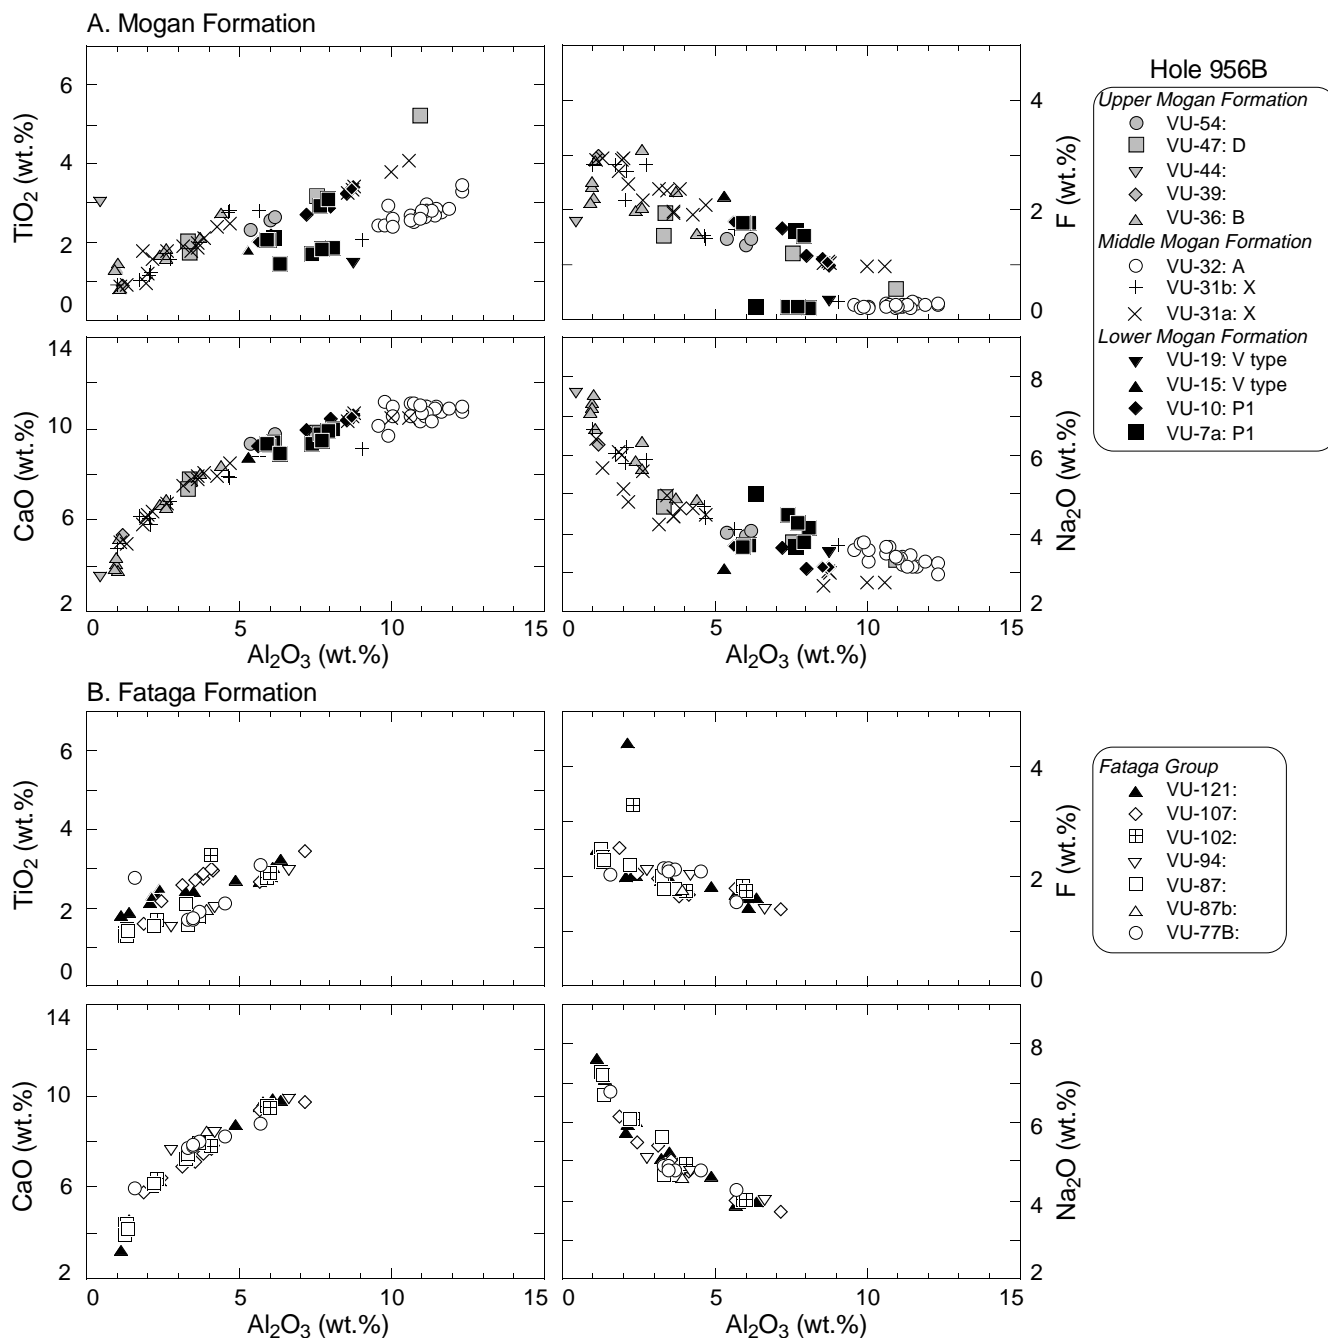 A. Mogan Formation
TiO2 (wt.%)
6
4
2
0
F (wt.%)
4
2
0
CaO (wt.%)
14
10
6
2
Na2O (wt.%)
8
6
4
2
0 5 10 15
Al2O3 (wt.%)
0 5 10 15
Al2O3 (wt.%)
Hole 956B
Upper Mogan Formation
VU-54:
VU-47: D
VU-44:
VU-39:
VU-36: B
Middle Mogan Formation
VU-32: A
VU-31b: X
VU-31a: X
Lower Mogan Formation
VU-19: V type
VU-15: V type
VU-10: P1
VU-7a: P1
B. Fataga Formation
TiO2 (wt.%)
6
4
2
0
F (wt.%)
4
2
0
CaO (wt.%)
14
10
6
2
Na2O (wt.%)
8
6
4
2
0 5 10 15
Al2O3 (wt.%)
0 5 10 15
Al2O3 (wt.%)
Fataga Group
VU-121:
VU-107:
VU-102:
VU-94:
VU-87:
VU-87b:
VU-77B: